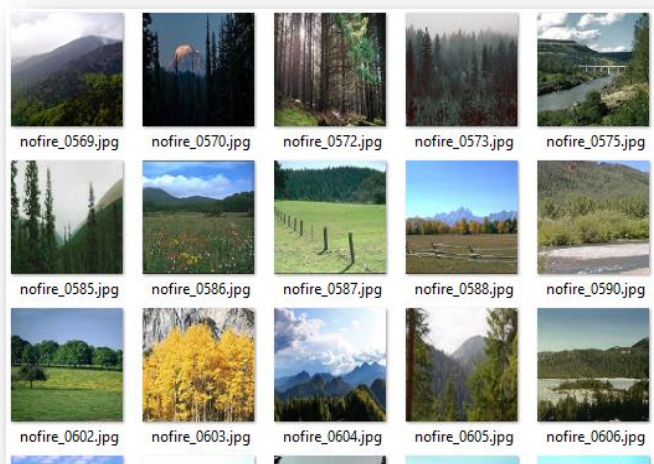 nofire_0569.jpg nofire_0570.jpg nofire_0572.jpg nofire_0573.jpg nofire_0575.jpg
nofire_0585.jpg nofire_0586.jpg nofire_0587.jpg nofire_0588.jpg nofire_0590.jpg
nofire_0602.jpg nofire_0603.jpg nofire_0604.jpg nofire_0605.jpg nofire_0606.jpg